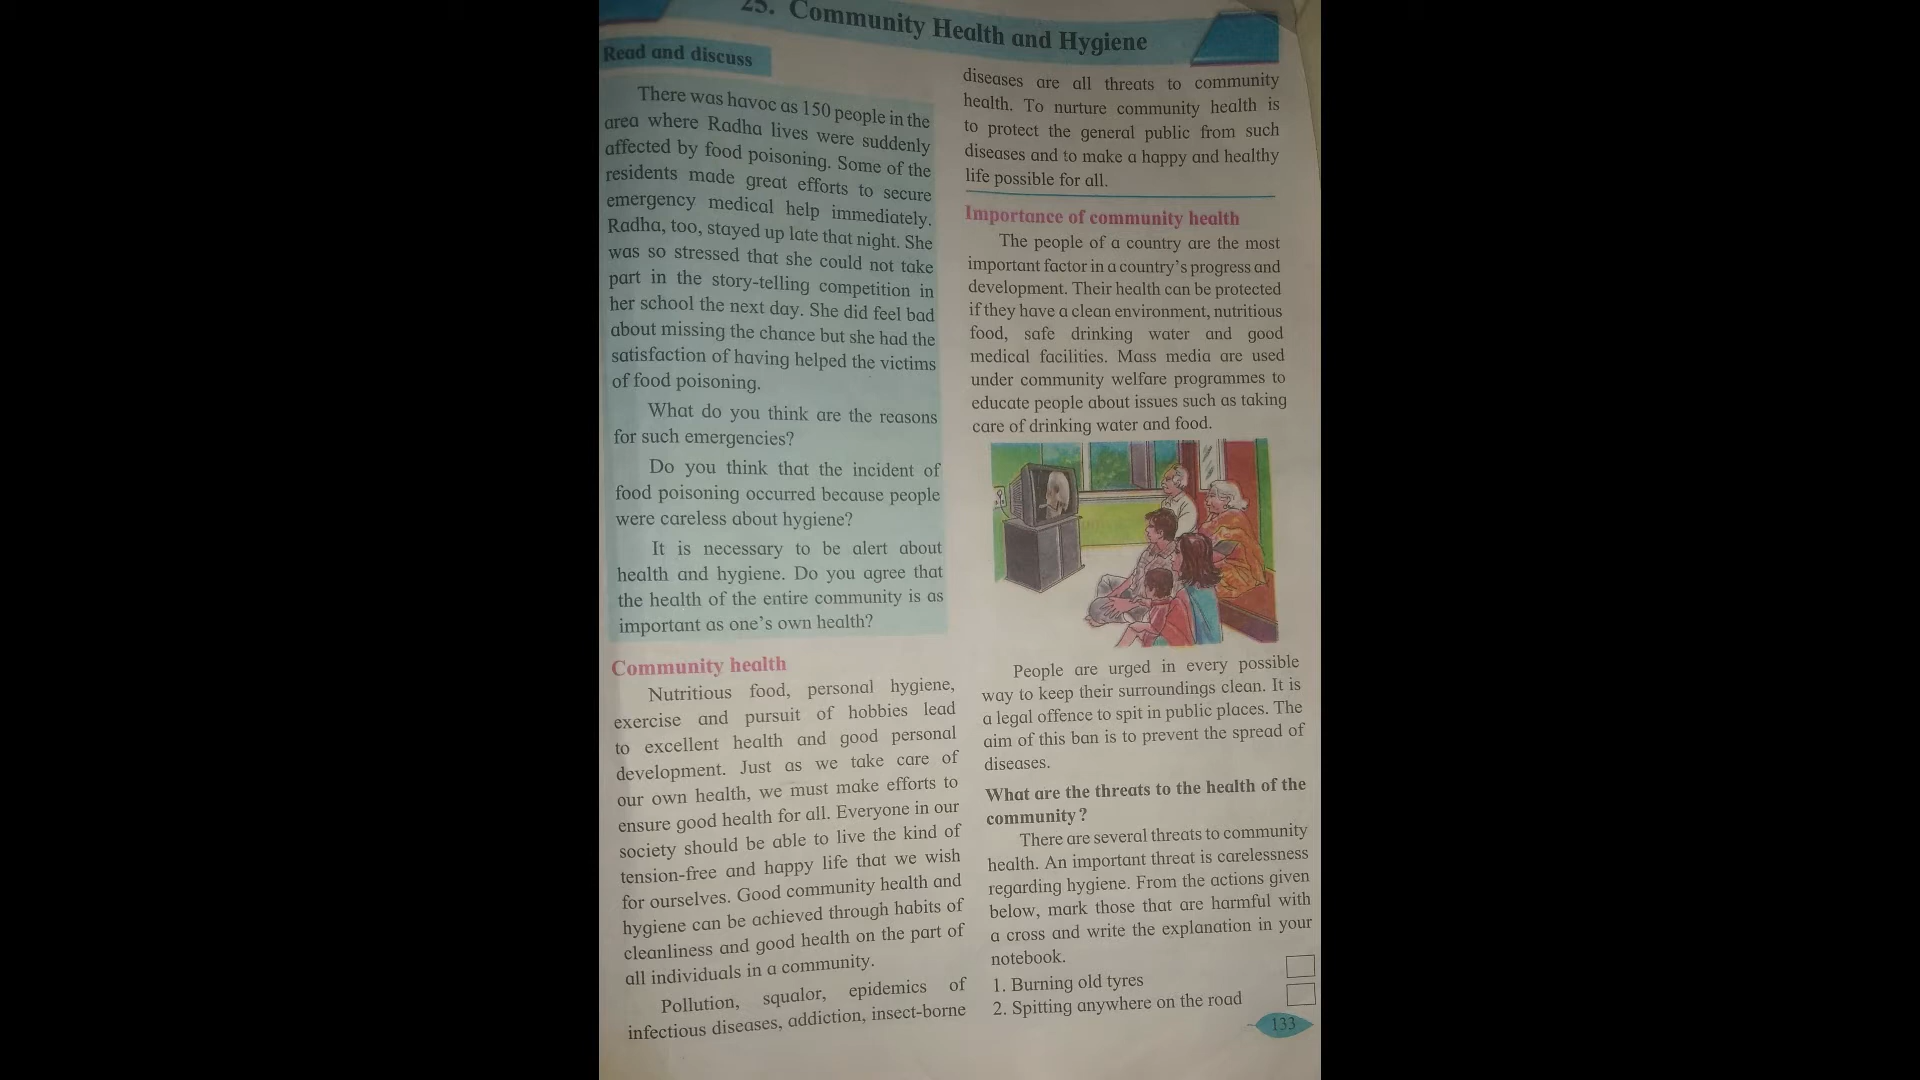 25. Community Health and Hygiene
Read and discuss
There was havoc as 150 people in the
area where Radha lives were suddenly
affected by food poisoning. Some of the
residents made great efforts to secure
emergency medical help immediately.
Radha, too, stayed up late that night. She
was so stressed that she could not take
part in the story-telling competition in
her school the next day. She did feel bad
about missing the chance but she had the
satisfaction of having helped the victims
of food poisoning.
What do you think are the reasons
for such emergencies?
Do you think that the incident of
food poisoning occurred because people
were careless about hygiene?
It is necessary to be alert about
health and hygiene. Do you agree that
the health of the entire community is as
important as one's own health?
Community health
Nutritious food, personal hygiene,
exercise and pursuit of hobbies lead
to excellent health and good personal
development. Just as we take care of
our own health, we must make efforts to
ensure good health for all. Everyone in our
society should be able to live the kind of
tension-free and happy life that we wish
for ourselves. Good community health and
hygiene can be achieved through habits of
cleanliness and good health on the part of
all individuals in a community.
Pollution, squalor, epidemics of
infectious diseases, addiction, insect-borne
diseases are all threats to community
health. To nurture community health is
to protect the general public from such
diseases and to make a happy and healthy
life possible for all.
Importance of community health
The people of a country are the most
important factor in a country's progress and
development. Their health can be protected
if they have a clean environment, nutritious
food, safe drinking water and good
medical facilities. Mass media are used
under community welfare programmes to
educate people about issues such as taking
care of drinking water and food.
People are urged in every possible
way to keep their surroundings clean. It is
a legal offence to spit in public places. The
aim of this ban is to prevent the spread of
diseases.
What are the threats to the health of the
community?
There are several threats to community
health. An important threat is carelessness
regarding hygiene. From the actions given
below, mark those that are harmful with
a cross and write the explanation in your
notebook.
1. Burning old tyres
2. Spitting anywhere on the road
133